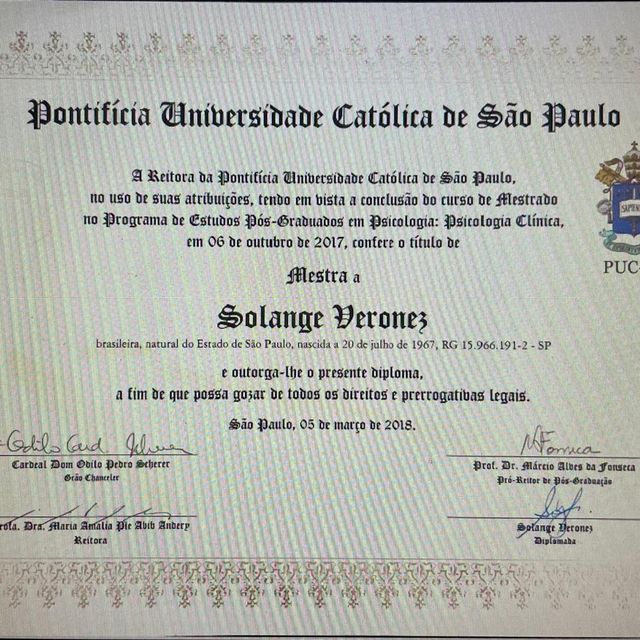 Pontifícia Universidade Católica de São Paulo
A Reitora da Pontifícia Universidade Católica de São Paulo,
no uso de suas atribuições, tendo em vista a conclusão do curso de Mestrado
no Programa de Estudos Pós-Graduados em Psicologia: Psicologia Clínica,
em 06 de outubro de 2017, confere o título de
Mestra a
Solange Veronez
brasileira, natural do Estado de São Paulo, nascida a 20 de julho de 1967, RG 15.966.191-2 - SP
e outorga-lhe o presente diploma,
a fim de que possa gozar de todos os direitos e prerrogativas legais.
São Paulo, 05 de março de 2018.
PUC-
Cardeal Dom Odilo Pedro Scherer
Grão Chanceler
Prof. Dr. Márcio Alves da Fonseca
Pró-Reitor de Pós-Graduação
Profa. Dra. Maria Amalia Pie Abib Andery
Reitora
Solange Veronez
Diplomada